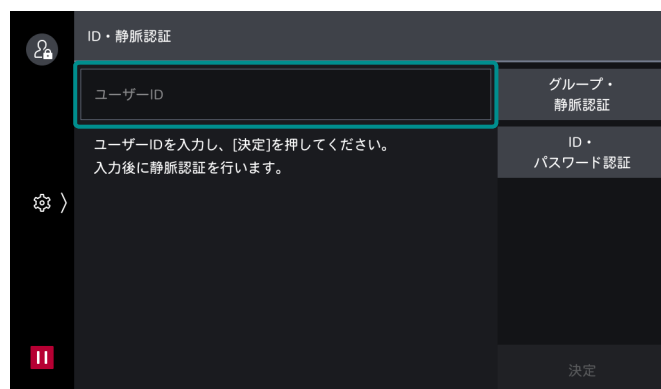 ID・静脈認証
ユーザーID
ユーザーIDを入力し、[決定]を押してください。
入力後に静脈認証を行います。
グループ・
静脈認証
ID・
パスワード認証
決定